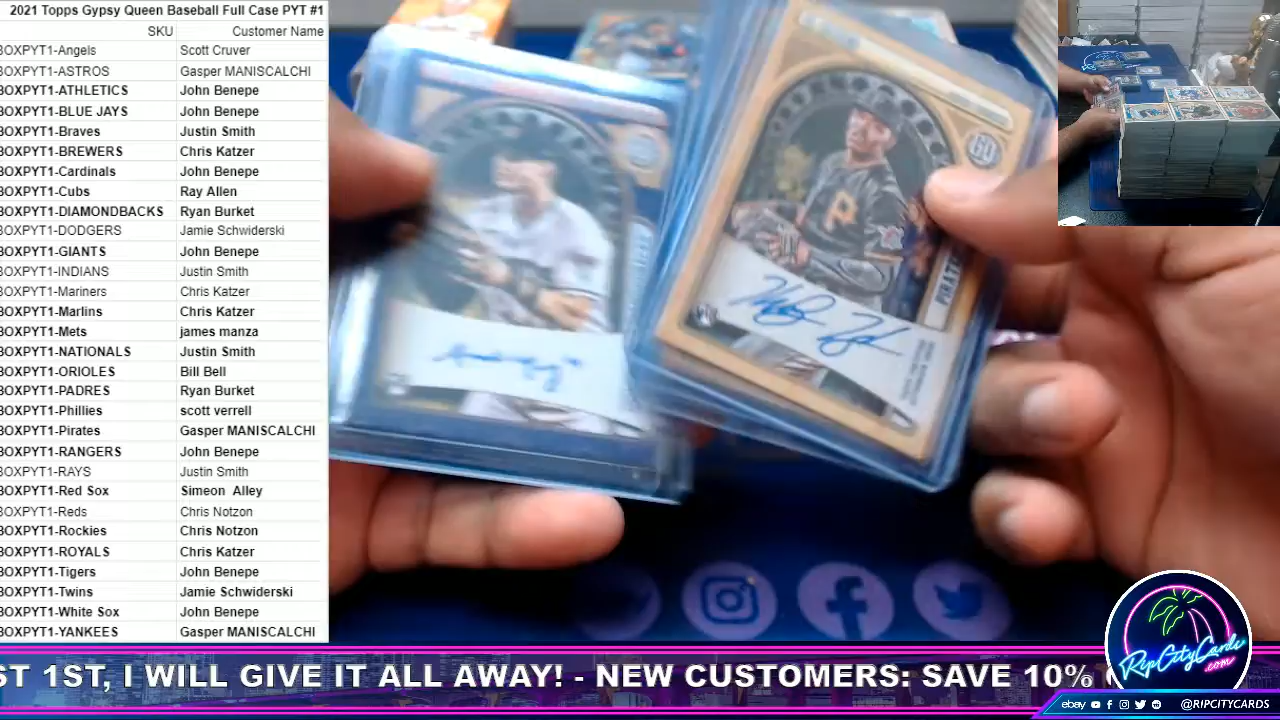 2021 Topps Gypsy Queen Baseball Full Case PYT #1
SKU Customer Name
BOXPYT1-Angels Scott Cruver
BOXPYT1-ASTROS Gasper MANISCALCHI
BOXPYT1-ATHLETICS John Benepe
BOXPYT1-BLUE JAYS John Benepe
BOXPYT1-Braves Justin Smith
BOXPYT1-BREWERS Chris Katzer
BOXPYT1-Cardinals John Benepe
BOXPYT1-Cubs Ray Allen
BOXPYT1-DIAMONDBACKS Ryan Burket
BOXPYT1-DODGERS Jamie Schwiderski
BOXPYT1-GIANTS John Benepe
BOXPYT1-INDIANS Justin Smith
BOXPYT1-Mariners Chris Katzer
BOXPYT1-Marlins Chris Katzer
BOXPYT1-Mets james manza
BOXPYT1-NATIONALS Justin Smith
BOXPYT1-ORIOLES Bill Bell
BOXPYT1-PADRES Ryan Burket
BOXPYT1-Phillies scott verrell
BOXPYT1-Pirates Gasper MANISCALCHI
BOXPYT1-RANGERS John Benepe
BOXPYT1-RAYS Justin Smith
BOXPYT1-Red Sox Simeon Alley
BOXPYT1-Reds Chris Notzon
BOXPYT1-Rockies Chris Notzon
BOXPYT1-ROYALS Chris Katzer
BOXPYT1-Tigers John Benepe
BOXPYT1-Twins Jamie Schwiderski
BOXPYT1-White Sox John Benepe
BOXPYT1-YANKEES Gasper MANISCALCHI
GQ
P
PIRATE
ST 1ST, I WILL GIVE IT ALL AWAY! - NEW CUSTOMERS: SAVE 10%
RipCityCards
.com
ebay @RIPCITYCARDS